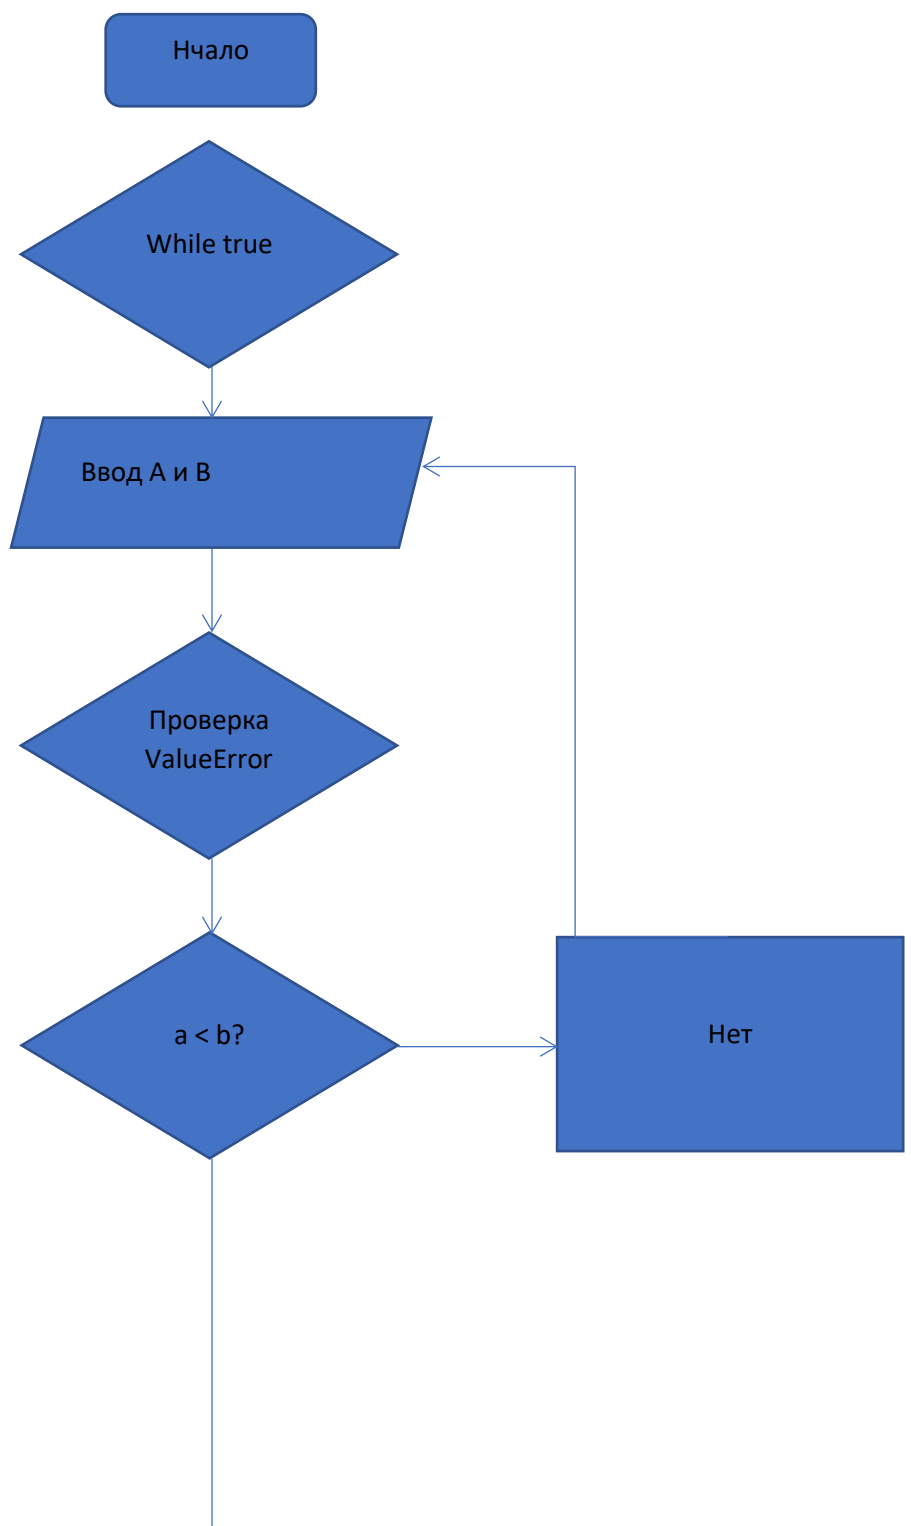 Нчало
While true
Ввод А и В
Проверка
ValueError
a < b?
Нет